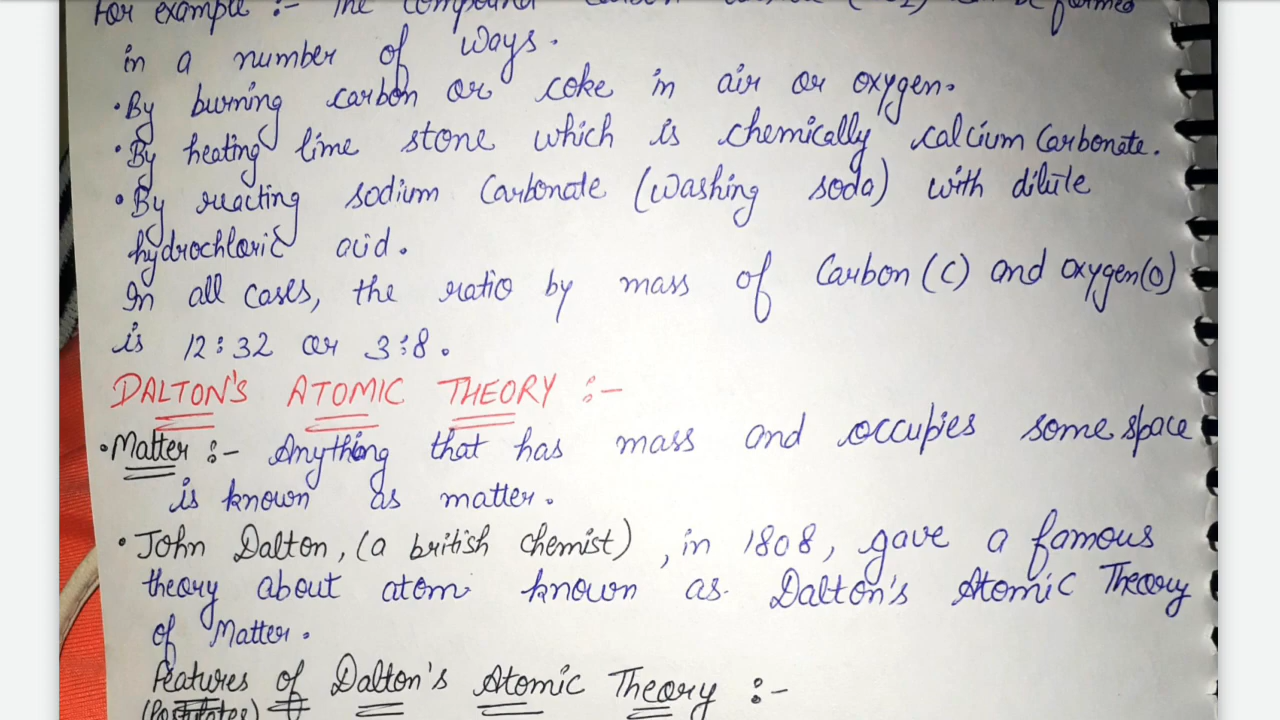 For example :- The compound carbon
in a number of ways.
•By burning carbon or coke in air or oxygen.
•By heating lime stone which is chemically calcium Carbonate.
•By reacting sodium Carbonate (washing soda) with dilute
hydrochloric acid.
In all cases, the ratio by mass of Carbon (C) and oxygen(O)
is 12:32 or 3:8.
DALTON'S ATOMIC THEORY :-
•Matter :- Anything that has mass and occupies some space
is known as matter.
•John Dalton, (a british chemist), in 1808, gave a famous
theory about atom known as Dalton's Atomic Theory
of Matter.
Features of Dalton's Atomic Theory :-
(Postulates)